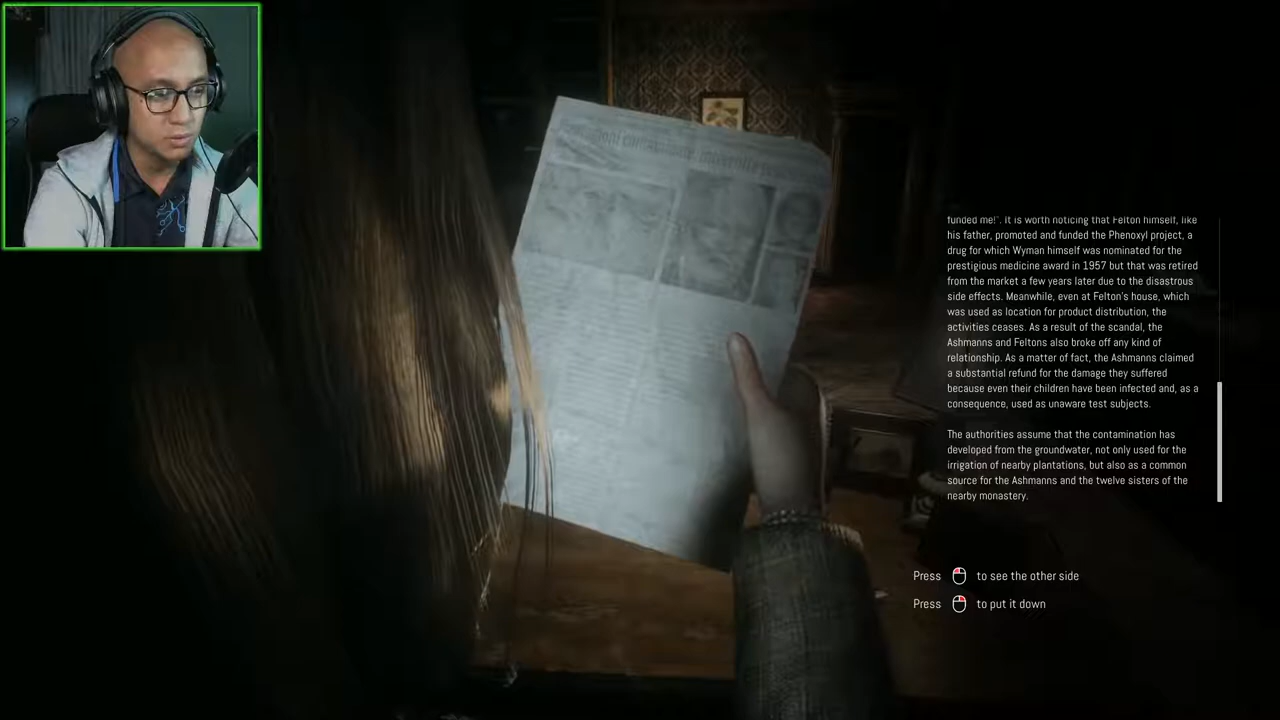 funded me!". It is worth noticing that Felton himself, like
his father, promoted and funded the Phenoxyl project, a
drug for which Wyman himself was nominated for the
prestigious medicine award in 1957 but that was retired
from the market a few years later due to the disastrous
side effects. Meanwhile, even at Felton's house, which
was used as location for product distribution, the
activities ceases. As a result of the scandal, the
Ashmanns and Feltons also broke off any kind of
relationship. As a matter of fact, the Ashmanns claimed
a substantial refund for the damage they suffered
because even their children have been infected and, as a
consequence, used as unaware test subjects.
The authorities assume that the contamination has
developed from the groundwater, not only used for the
irrigation of nearby plantations, but also as a common
source for the Ashmanns and the twelve sisters of the
nearby monastery.
Press to see the other side
Press to put it down